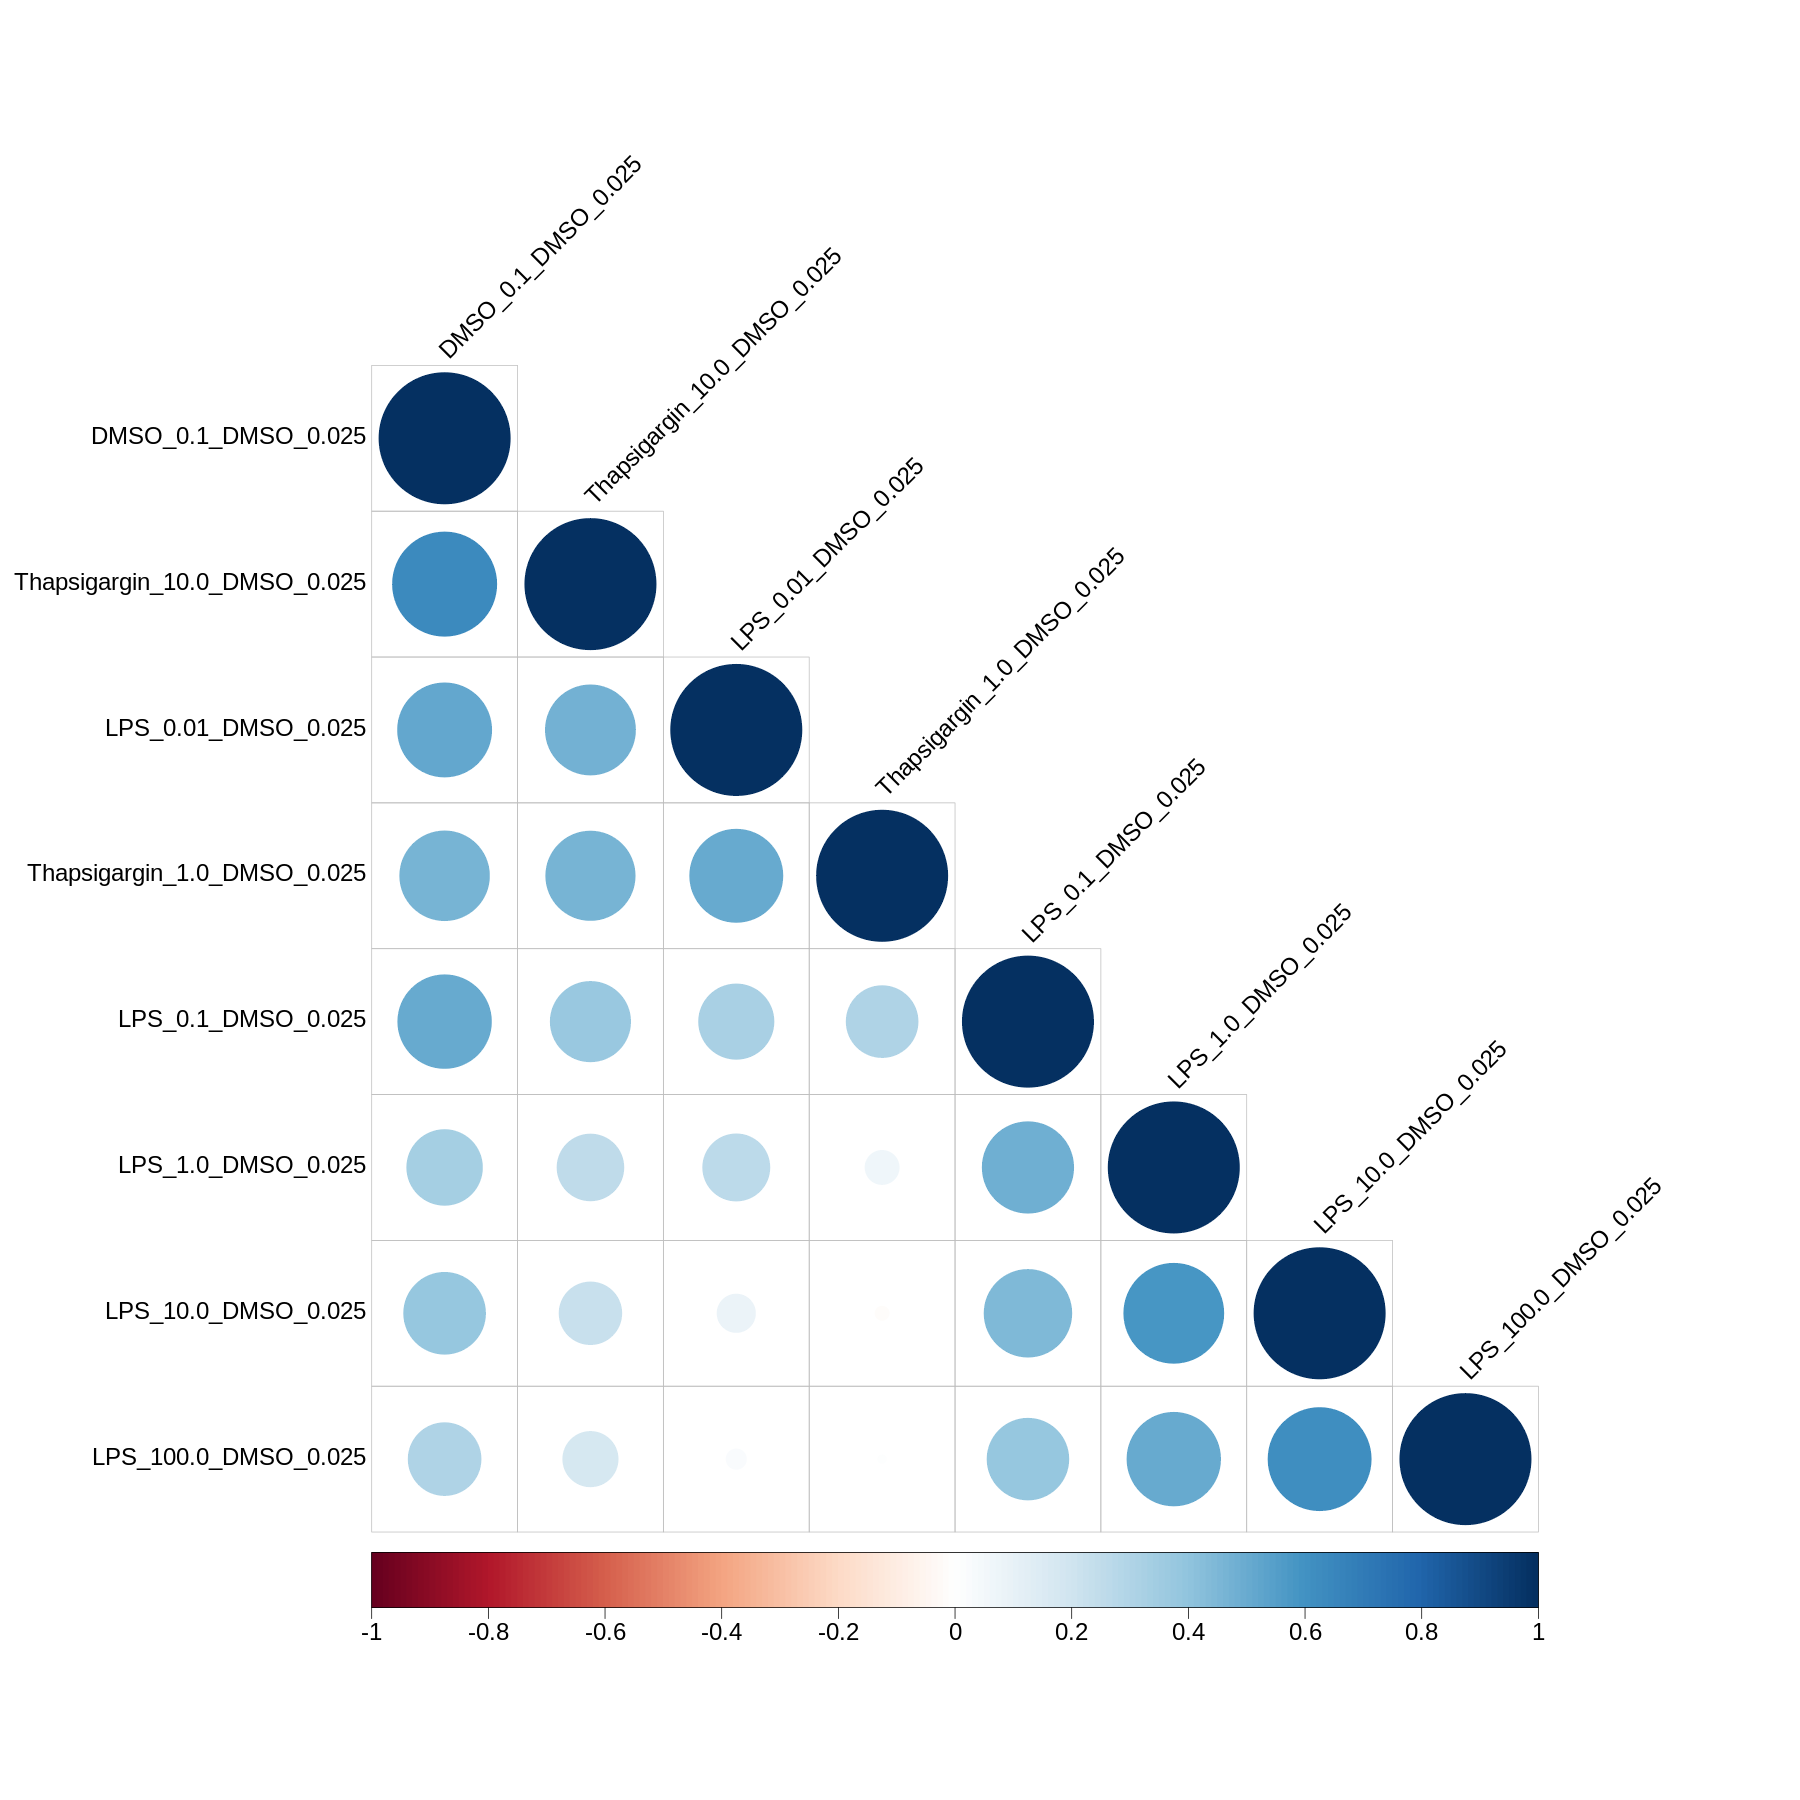 DMSO_0.1_DMSO_0.025
Thapsigargin_10.0_DMSO_0.025
LPS_0.01_DMSO_0.025
Thapsigargin_1.0_DMSO_0.025
LPS_0.1_DMSO_0.025
LPS_1.0_DMSO_0.025
LPS_10.0_DMSO_0.025
LPS_100.0_DMSO_0.025
DMSO_0.1_DMSO_0.025
Thapsigargin_10.0_DMSO_0.025
LPS_0.01_DMSO_0.025
Thapsigargin_1.0_DMSO_0.025
LPS_0.1_DMSO_0.025
LPS_1.0_DMSO_0.025
LPS_10.0_DMSO_0.025
LPS_100.0_DMSO_0.025
-1 -0.8 -0.6 -0.4 -0.2 0 0.2 0.4 0.6 0.8 1